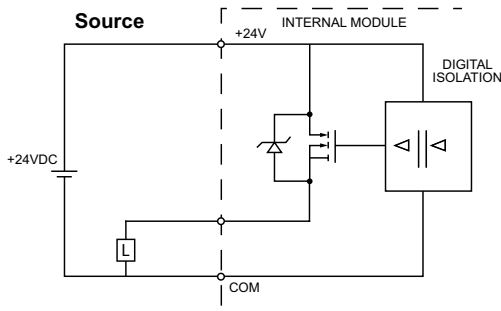 Source
INTERNAL MODULE
+24V
DIGITAL
ISOLATION
+24VDC
L
COM